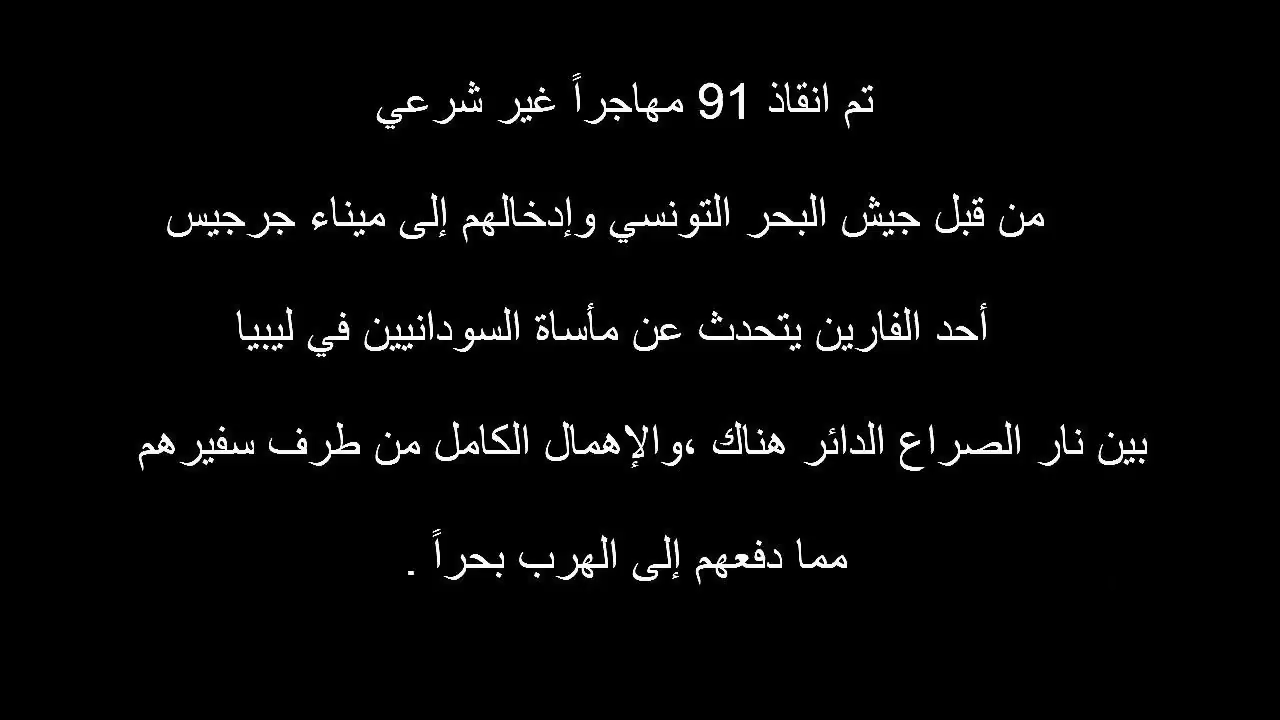 تم انقاذ 91 مهاجراً غير شرعي
من قبل جيش البحر التونسي وإدخالهم إلى ميناء جرجيس
أحد الفارين يتحدث عن مأساة السودانيين في ليبيا
بين نار الصراع الدائر هناك ،والإهمال الكامل من طرف سفيرهم
مما دفعهم إلى الهرب بحراً .